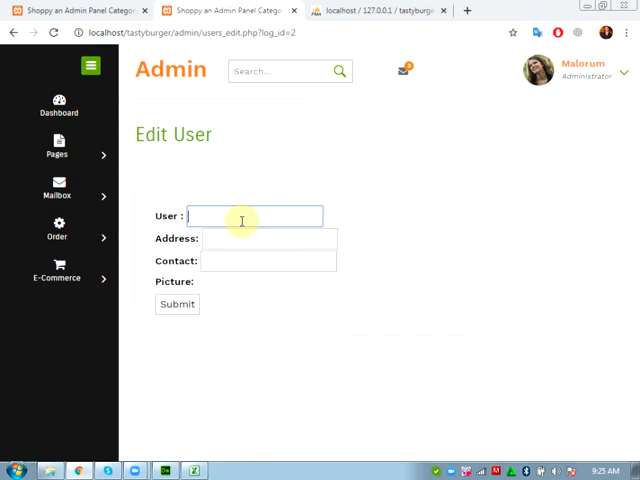 Shoppy an Admin Panel Categor
Shoppy an Admin Panel Catego
localhost / 127.0.0.1 / tastyburge
localhost/tastyburger/admin/users_edit.php?log_id=2
Admin
Search...
Malorum
Administrator
Dashboard
Pages
Mailbox
Order
E-Commerce
Edit User
User :
Address:
Contact:
Picture:
Submit
9:25 AM